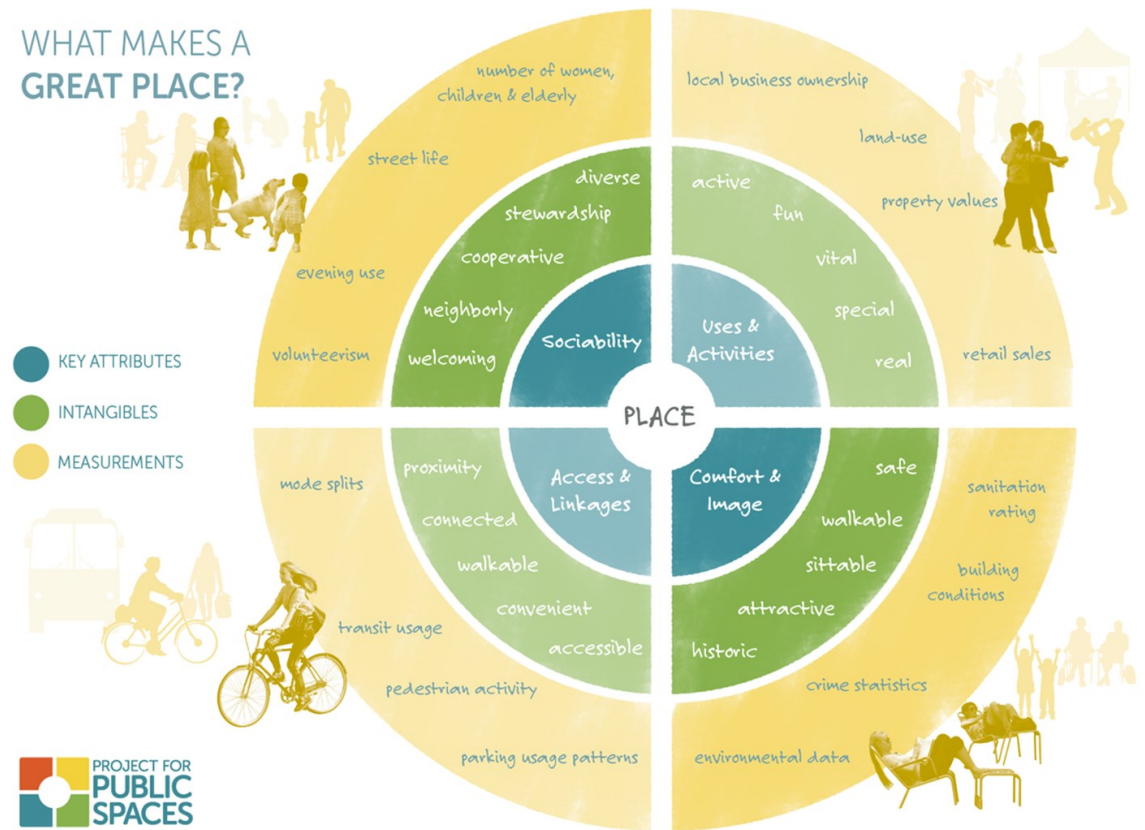 WHAT MAKES A
GREAT PLACE?
KEY ATTRIBUTES
INTANGIBLES
MEASUREMENTS
PLACE
Sociability
diverse
stewardship
cooperative
neighborly
welcoming
number of women,
children & elderly
street life
evening use
volunteerism
Uses &
Activities
active
fun
vital
special
real
local business ownership
land-use
property values
retail sales
Access &
Linkages
proximity
connected
walkable
convenient
accessible
mode splits
transit usage
pedestrian activity
parking usage patterns
Comfort &
Image
safe
walkable
sittable
attractive
historic
sanitation
rating
building
conditions
crime statistics
environmental data
PROJECT FOR
PUBLIC
SPACES